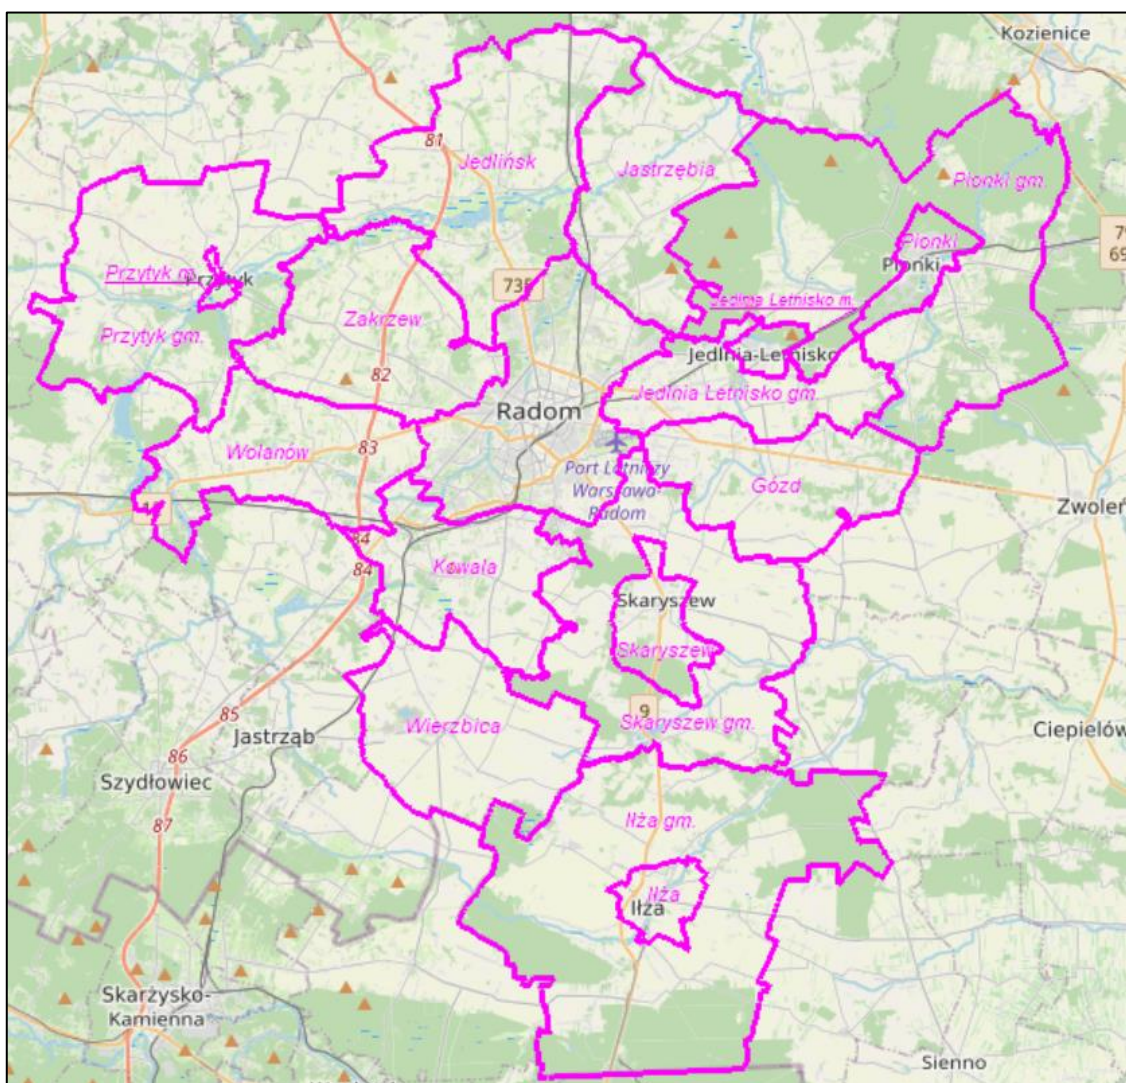 Kozienice
81
Jedlińsk
Jastrzębia
Pionki gm.
79
Pionki
Pionki
Przytyk m.
Przytyk
735
Jedlnia Letnisko m.
Zakrzew
Przytyk gm.
Jedlnia-Letnisko
82
Jedlnia Letnisko gm.
Radom
Wolanów
83
Port Lotniczy
Warszawa-
Radom
Gózd
Zwoleń
84
84
Kowala
Skaryszew
Skaryszew
9
Skaryszew gm.
85
Wierzbica
Jastrząb
Ciepielów
86
Szydłowiec
87
Iłża gm.
Iłża
Iłża
Skarżysko-
Kamienna
Sienno